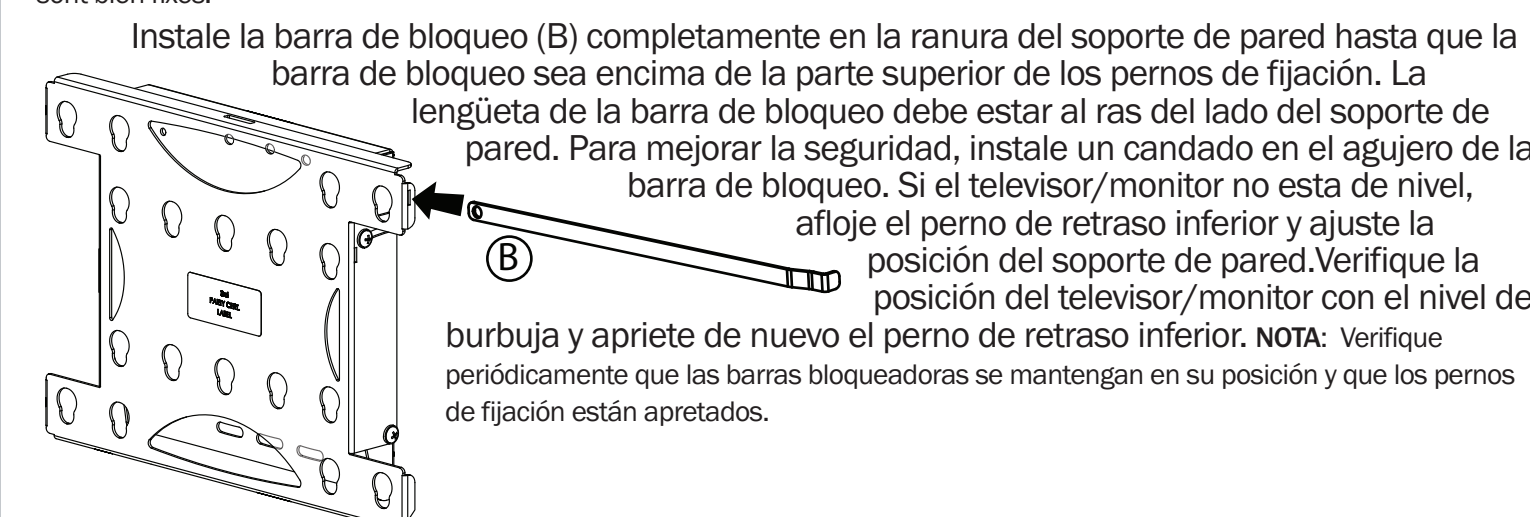 sont bien fixés.
Instale la barra de bloqueo (B) completamente en la ranura del soporte de pared hasta que la
barra de bloqueo sea encima de la parte superior de los pernos de fijación. La
lengüeta de la barra de bloqueo debe estar al ras del lado del soporte de
pared. Para mejorar la seguridad, instale un candado en el agujero de la
barra de bloqueo. Si el televisor/monitor no esta de nivel,
afloje el perno de retraso inferior y ajuste la
posición del soporte de pared.Verifique la
posición del televisor/monitor con el nivel de
burbuja y apriete de nuevo el perno de retraso inferior. NOTA: Verifique
periódicamente que las barras bloqueadoras se mantengan en su posición y que los pernos
de fijación están apretados.
B
LABEL